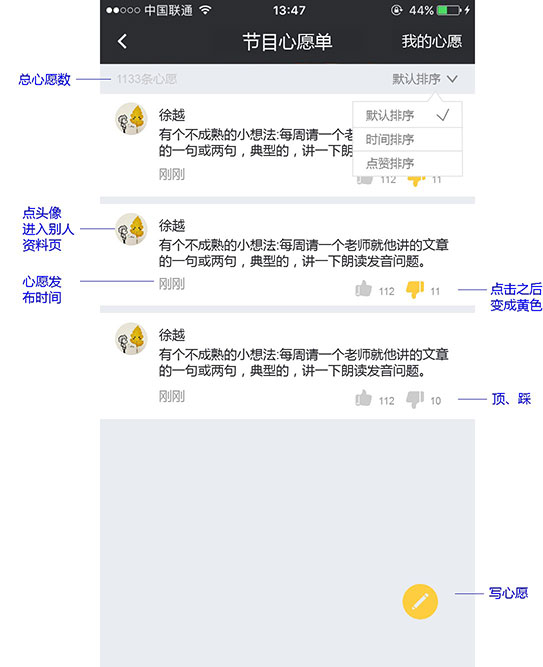 中国联通 13:47 44%
节目心愿单 我的心愿
总心愿数 1133条心愿 默认排序
徐越
默认排序
有个不成熟的小想法:每周请一个老
时间排序
的一句或两句，典型的，讲一下朗
点赞排序
刚刚 112 11
点头像
进入别人
资料页
徐越
有个不成熟的小想法:每周请一个老师就他讲的文章
的一句或两句，典型的，讲一下朗读发音问题。
心愿发
布时间
刚刚 112 11
点击之后
变成黄色
徐越
有个不成熟的小想法:每周请一个老师就他讲的文章
的一句或两句，典型的，讲一下朗读发音问题。
刚刚 112 10
顶、踩
写心愿